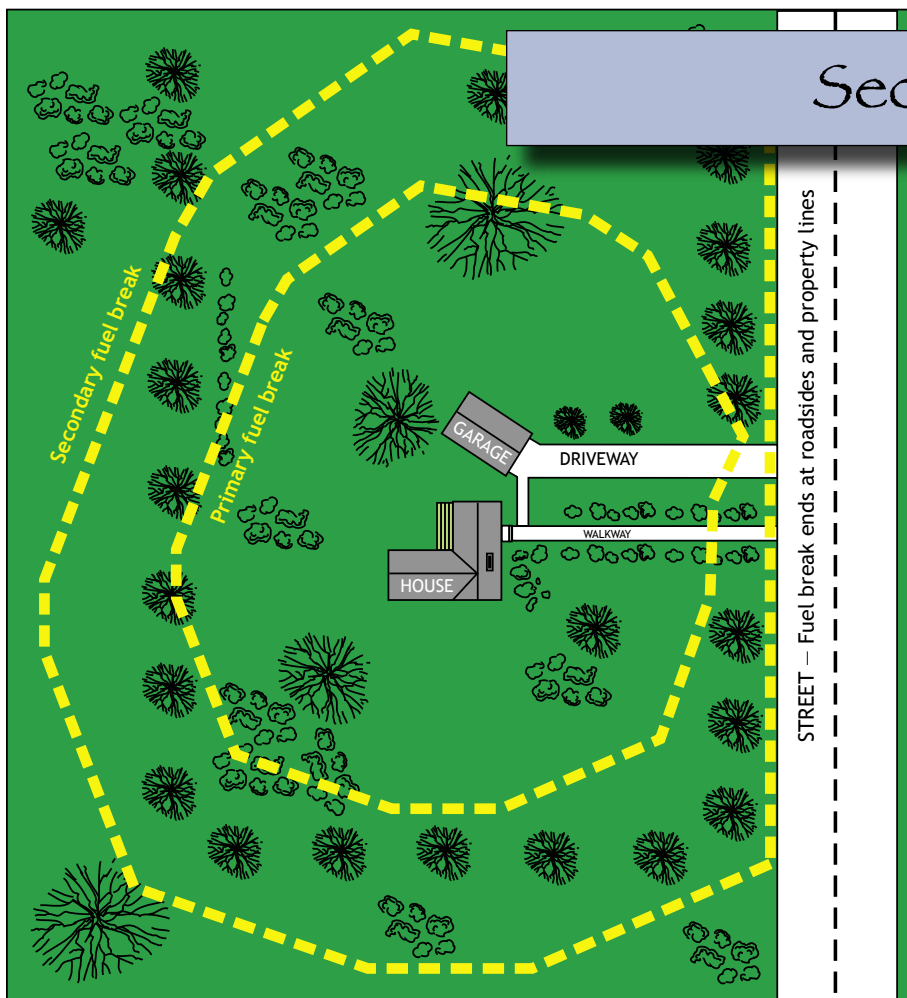 Secondary fuel break
Primary fuel break
GARAGE
DRIVEWAY
WALKWAY
HOUSE
STREET — Fuel break ends at roadsides and property lines